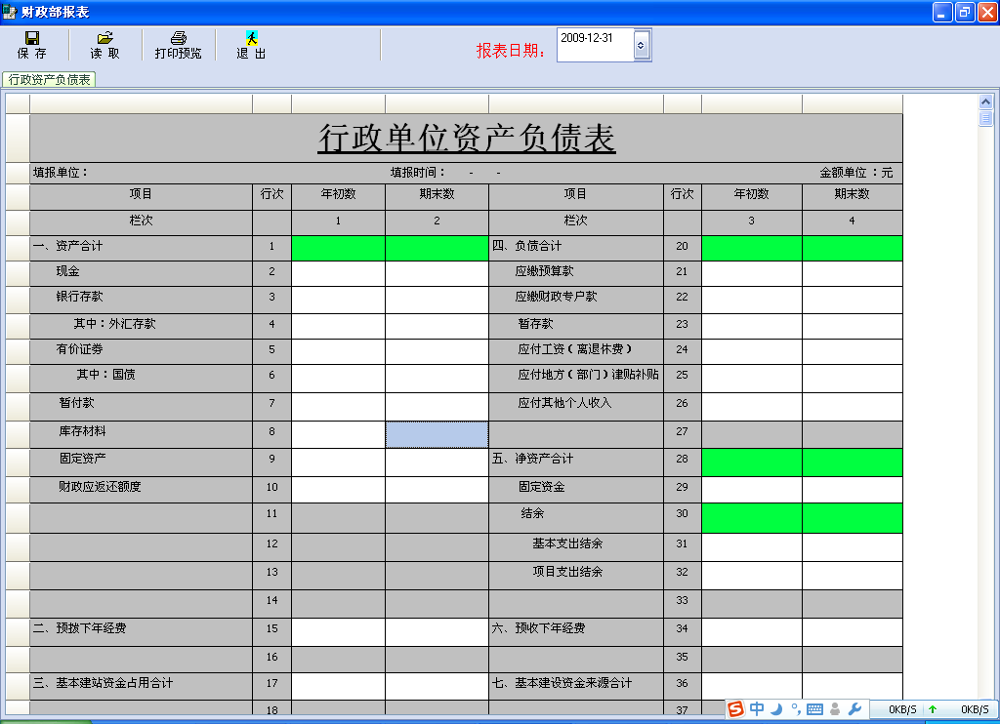 财政部报表
保 存 读 取 打印预览 退 出
报表日期： 2009-12-31
行政资产负债表
行政单位资产负债表
填报单位： 填报时间： - - 金额单位：元
项目 行次 年初数 期末数 项目 行次 年初数 期末数
栏次 1 2 栏次 3 4
一、资产合计 1 四、负债合计 20
现金 2 应缴预算款 21
银行存款 3 应缴财政专户款 22
其中：外汇存款 4 暂存款 23
有价证券 5 应付工资（离退休费） 24
其中：国债 6 应付地方（部门）津贴补贴 25
暂付款 7 应付其他个人收入 26
库存材料 8 27
固定资产 9 五、净资产合计 28
财政应返还额度 10 固定资金 29
11 结余 30
12 基本支出结余 31
13 项目支出结余 32
14 33
二、预拨下年经费 15 六、预收下年经费 34
16 35
三、基本建站资金占用合计 17 七、基本建设资金来源合计 36
18 37
S 中 0KB/S 0KB/S